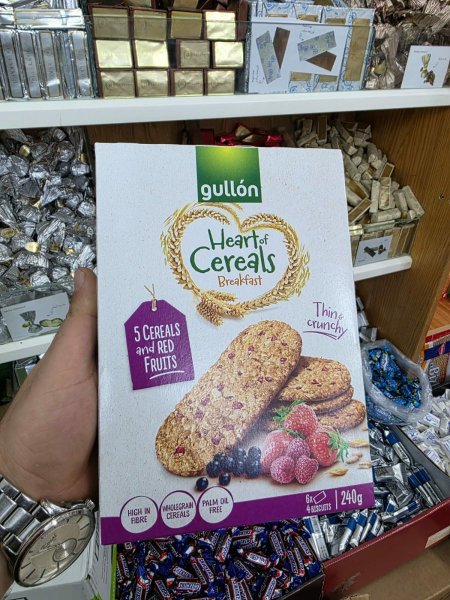 gullón
Heart of
Cereals
Breakfast
Thin &
crunchy
5 CEREALS
and RED
FRUITS
HIGH IN
FIBRE
WHOLEGRAIN
CEREALS
PALM OIL
FREE
6x
4 BISCUITS
240g